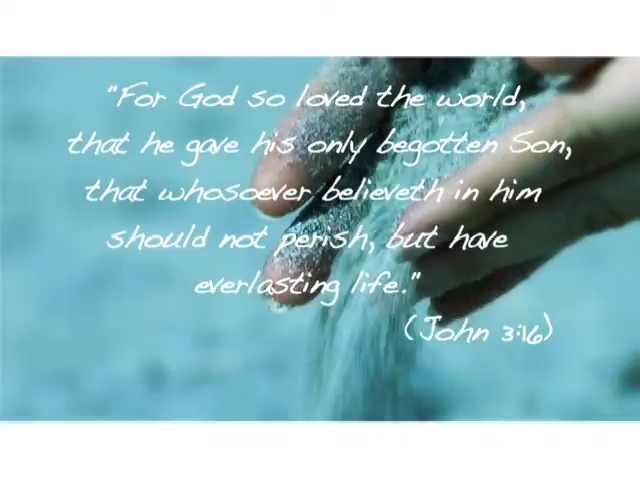 "For God so loved the world,
that he gave his only begotten Son,
that whosoever believeth in him
should not perish, but have
everlasting life."
(John 3:16)